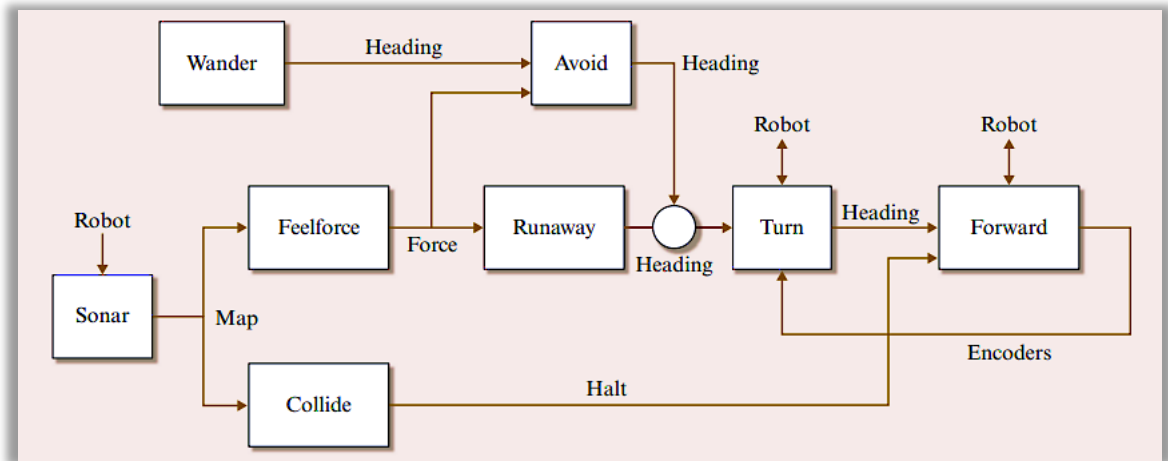 Wander
Heading
Avoid
Heading
Robot
Robot
Robot
Feelforce
Force
Runaway
Heading
Turn
Heading
Forward
Sonar
Map
Encoders
Collide
Halt